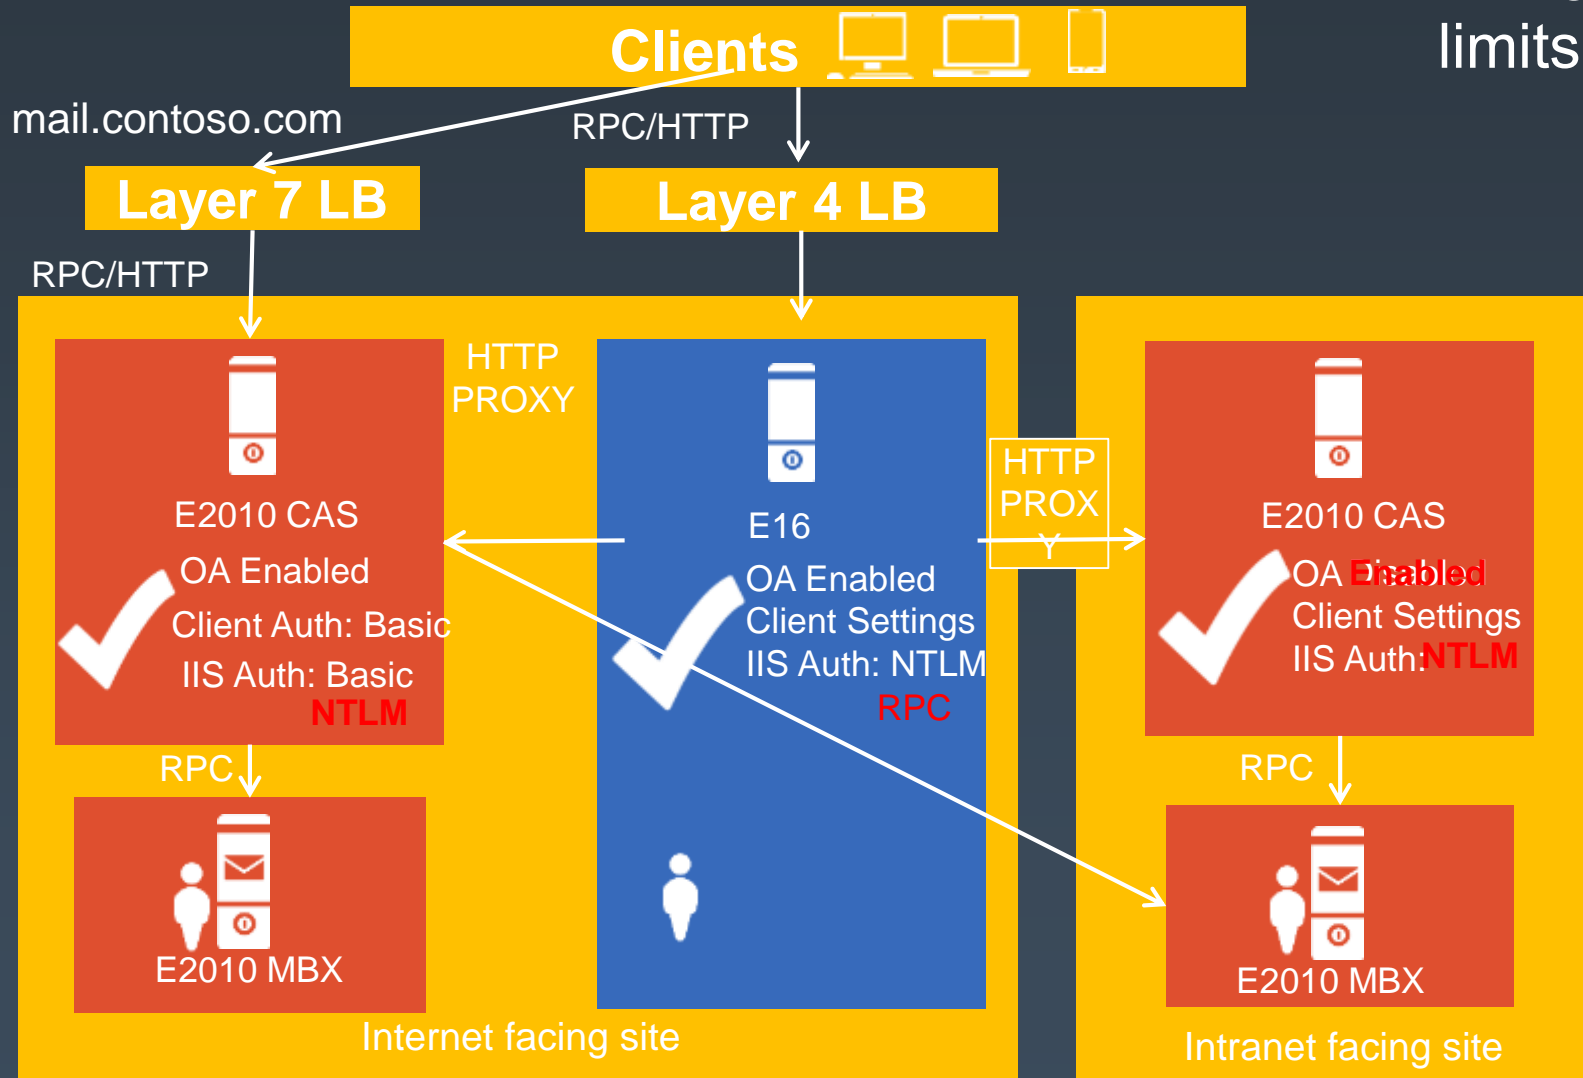 limits
Clients
mail.contoso.com
RPC/HTTP
Layer 7 LB
Layer 4 LB
RPC/HTTP
HTTP
PROXY
E2010 CAS
OA Enabled
Client Auth: Basic
IIS Auth: Basic
NTLM
E16
OA Enabled
Client Settings
IIS Auth: NTLM
RPC
HTTP
PROX
Y
E2010 CAS
OA Enabled
Client Settings
IIS Auth: NTLM
RPC
RPC
E2010 MBX
E2010 MBX
Internet facing site
Intranet facing site